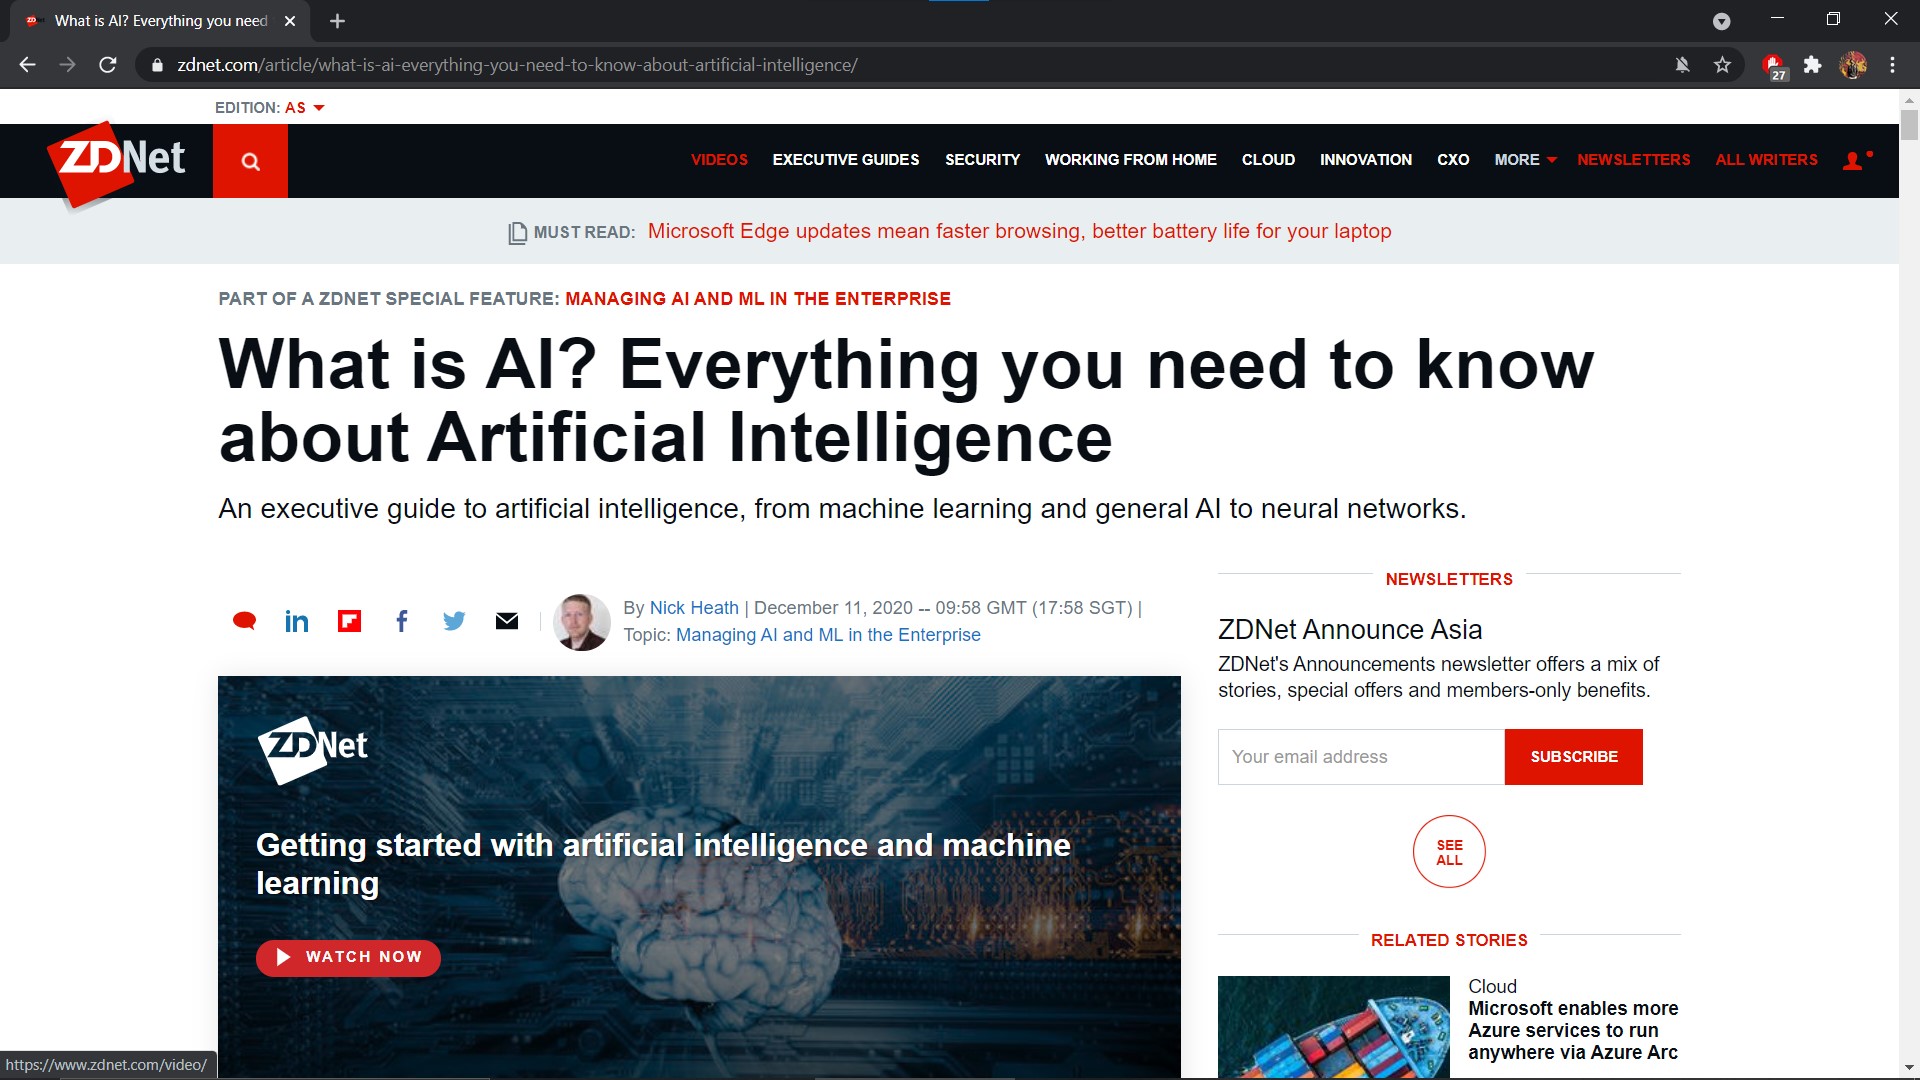 What is AI? Everything you need
zdnet.com/article/what-is-ai-everything-you-need-to-know-about-artificial-intelligence/
27
EDITION: AS
ZDNet
VIDEOS EXECUTIVE GUIDES SECURITY WORKING FROM HOME CLOUD INNOVATION CXO MORE NEWSLETTERS ALL WRITERS
MUST READ: Microsoft Edge updates mean faster browsing, better battery life for your laptop
PART OF A ZDNET SPECIAL FEATURE: MANAGING AI AND ML IN THE ENTERPRISE
What is AI? Everything you need to know
about Artificial Intelligence
An executive guide to artificial intelligence, from machine learning and general AI to neural networks.
By Nick Heath | December 11, 2020 -- 09:58 GMT (17:58 SGT) |
Topic: Managing AI and ML in the Enterprise
ZDNet
Getting started with artificial intelligence and machine
learning
WATCH NOW
NEWSLETTERS
ZDNet Announce Asia
ZDNet's Announcements newsletter offers a mix of
stories, special offers and members-only benefits.
Your email address
SUBSCRIBE
SEE
ALL
RELATED STORIES
Cloud
Microsoft enables more
Azure services to run
anywhere via Azure Arc
https://www.zdnet.com/video/